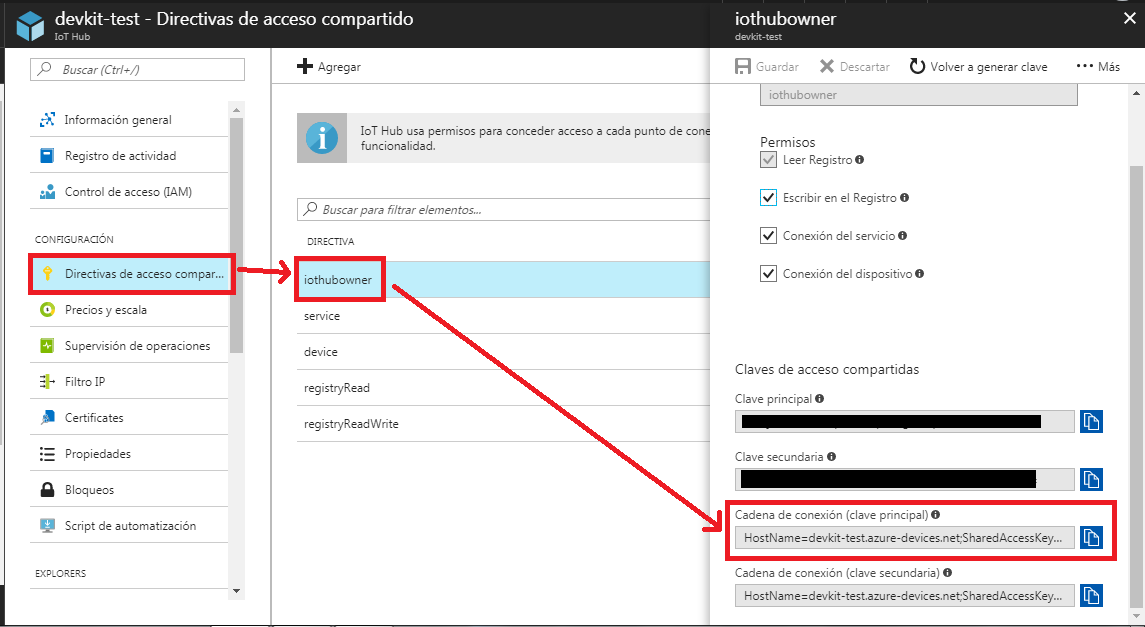 devkit-test - Directivas de acceso compartido
IoT Hub
Buscar (Ctrl+/)
Información general
Registro de actividad
Control de acceso (IAM)
CONFIGURACIÓN
Directivas de acceso compar...
Precios y escala
Supervisión de operaciones
Filtro IP
Certificates
Propiedades
Bloqueos
Script de automatización
EXPLORERS
Agregar
IoT Hub usa permisos para conceder acceso a cada punto de cone
funcionalidad.
Buscar para filtrar elementos...
DIRECTIVA
iothubowner
service
device
registryRead
registryReadWrite
iothubowner
devkit-test
Guardar
Descartar
Volver a generar clave
Más
iothubowner
Permisos
Leer Registro
Escribir en el Registro
Conexión del servicio
Conexión del dispositivo
Claves de acceso compartidas
Clave principal
Clave secundaria
Cadena de conexión (clave principal)
HostName=devkit-test.azure-devices.net;SharedAccessKey...
Cadena de conexión (clave secundaria)
HostName=devkit-test.azure-devices.net;SharedAccessKey...